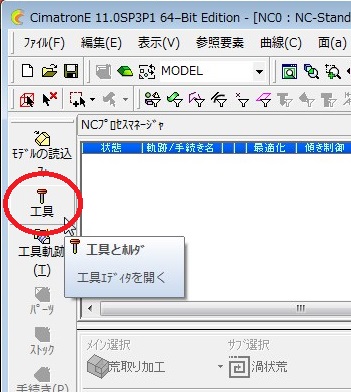 CimatronE 11.0SP3P1 64-Bit Edition - [NC0 : NC-Stand
ﾌｧｲﾙ(F) 編集(E) 表示(V) 参照要素 曲線(C) 面(a)
MODEL
NCﾌﾟﾛｾｽﾏﾈｰｼﾞｬ
状態 軌跡/手続き名 最適化 傾き制御
ﾓﾃﾞﾙの読込
工具
工具とﾎﾙﾀﾞ
工具軌跡
(T)
工具ｴﾃﾞｨﾀを開く
ﾊﾟｰﾂ
ｽﾄｯｸ
手続き(P)
メイン選択 サブ選択
荒取り加工 渦状荒